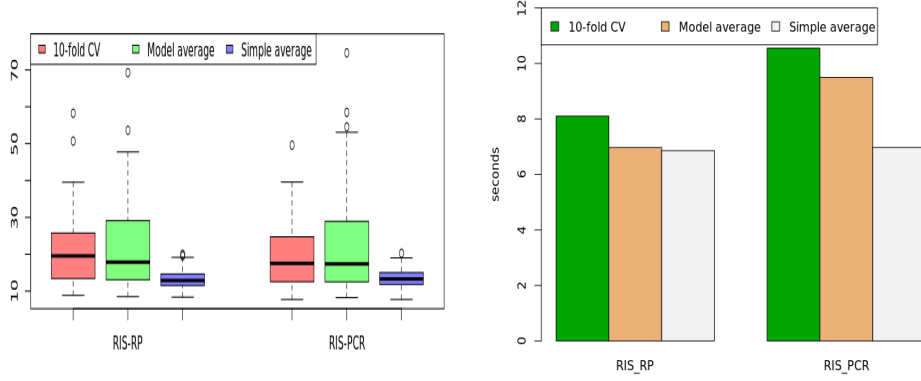 10-fold CV Model average Simple average
70
50
30
10
RIS-RP RIS-PCR
10-fold CV Model average Simple average
seconds
12
10
8
6
4
2
0
RIS_RP RIS_PCR